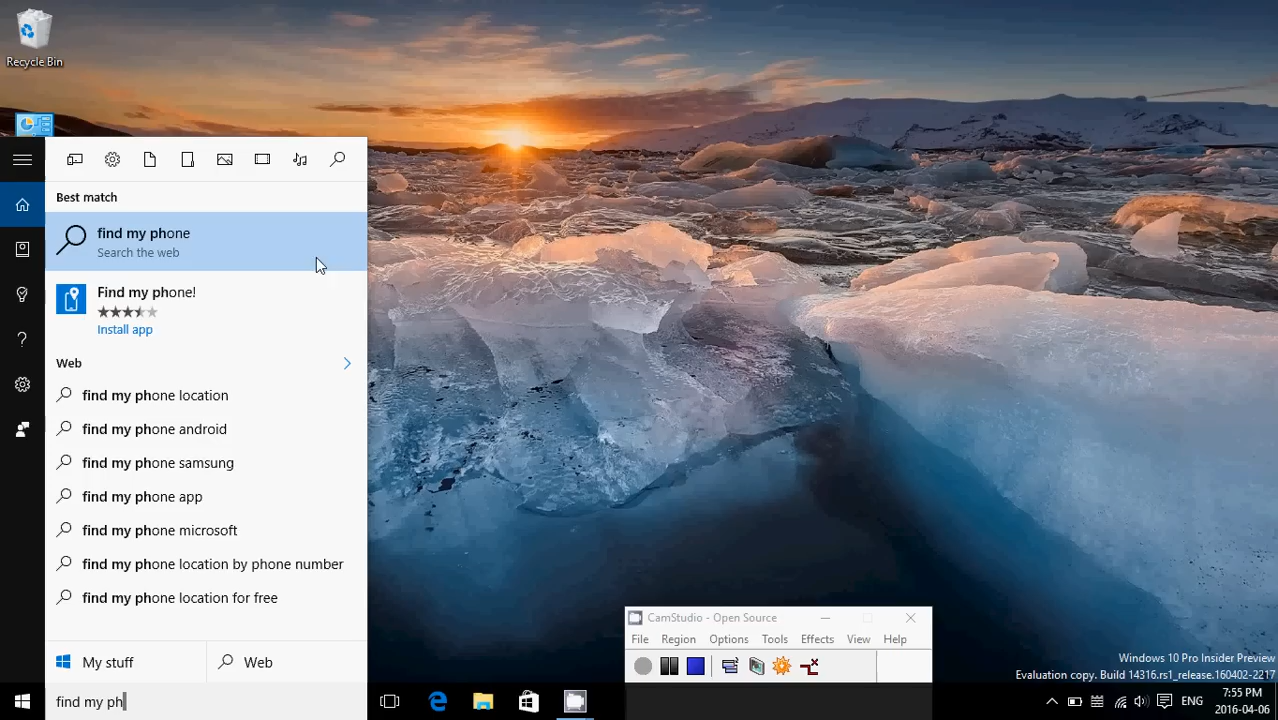 Recycle Bin
Best match
find my phone
Search the web
Find my phone!
Install app
Web
find my phone location
find my phone android
find my phone samsung
find my phone app
find my phone microsoft
find my phone location by phone number
find my phone location for free
My stuff
Web
find my ph
CamStudio - Open Source
File Region Options Tools Effects View Help
Windows 10 Pro Insider Preview
Evaluation copy. Build 14316.rs1_release.160402-2217
ENG
7:55 PM
2016-04-06